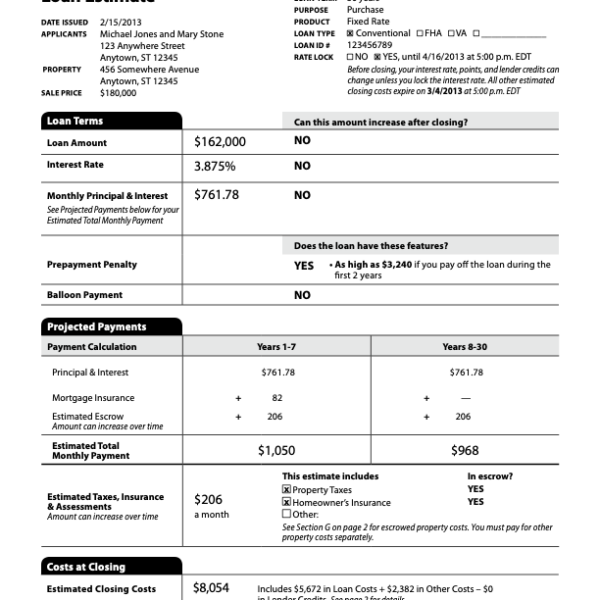 DATE ISSUED 2/15/2013
APPLICANTS Michael Jones and Mary Stone
123 Anywhere Street
Anytown, ST 12345
PROPERTY 456 Somewhere Avenue
Anytown, ST 12345
SALE PRICE $180,000
PURPOSE Purchase
PRODUCT Fixed Rate
LOAN TYPE ☒ Conventional ☐ FHA ☐ VA ☐ ______________
LOAN ID # 123456789
RATE LOCK ☐ NO ☒ YES, until 4/16/2013 at 5:00 p.m. EDT
Before closing, your interest rate, points, and lender credits can
change unless you lock the interest rate. All other estimated
closing costs expire on 3/4/2013 at 5:00 p.m. EDT
Loan Terms Can this amount increase after closing?
Loan Amount $162,000 NO
Interest Rate 3.875% NO
Monthly Principal & Interest $761.78 NO
See Projected Payments below for your
Estimated Total Monthly Payment
Does the loan have these features?
Prepayment Penalty YES • As high as $3,240 if you pay off the loan during the
first 2 years
Balloon Payment NO
Projected Payments
Payment Calculation Years 1-7 Years 8-30
Principal & Interest $761.78 $761.78
Mortgage Insurance + 82 + —
Estimated Escrow + 206 + 206
Amount can increase over time
Estimated Total
Monthly Payment $1,050 $968
Estimated Taxes, Insurance
& Assessments
Amount can increase over time
$206
a month
This estimate includes In escrow?
☒ Property Taxes YES
☒ Homeowner's Insurance YES
☐ Other:
See Section G on page 2 for escrowed property costs. You must pay for other
property costs separately.
Costs at Closing
Estimated Closing Costs $8,054 Includes $5,672 in Loan Costs + $2,382 in Other Costs – $0
in Lender Credits. See page 2 for details.